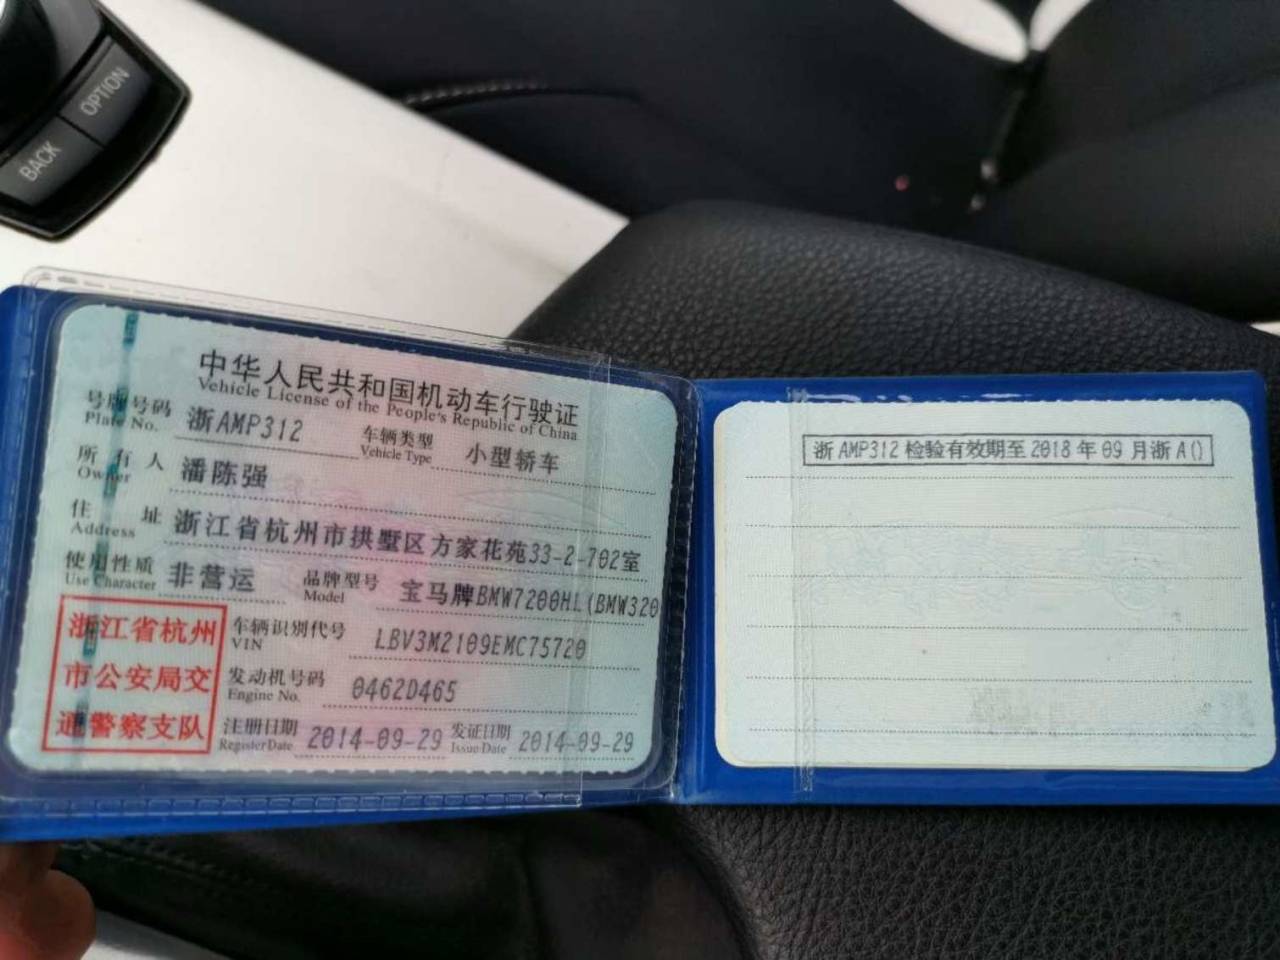 OPTION
BACK
中华人民共和国机动车行驶证
Vehicle License of the People's Republic of China
号牌号码 浙AMP312 车辆类型 小型轿车
Plate No. Vehicle Type
所有人 潘陈强
Owner
住址 浙江省杭州市拱墅区方家花苑33-2-702室
Address
使用性质 非营运 品牌型号 宝马牌BMW7200HL(BMW320
Use Character Model
浙江省杭州
市公安局交
通警察支队
车辆识别代号 LBV3M2109EMC75720
VIN
发动机号码 0462D465
Engine No.
注册日期 2014-09-29 发证日期 2014-09-29
Register Date Issue Date
浙AMP312检验有效期至2018年09月浙A()